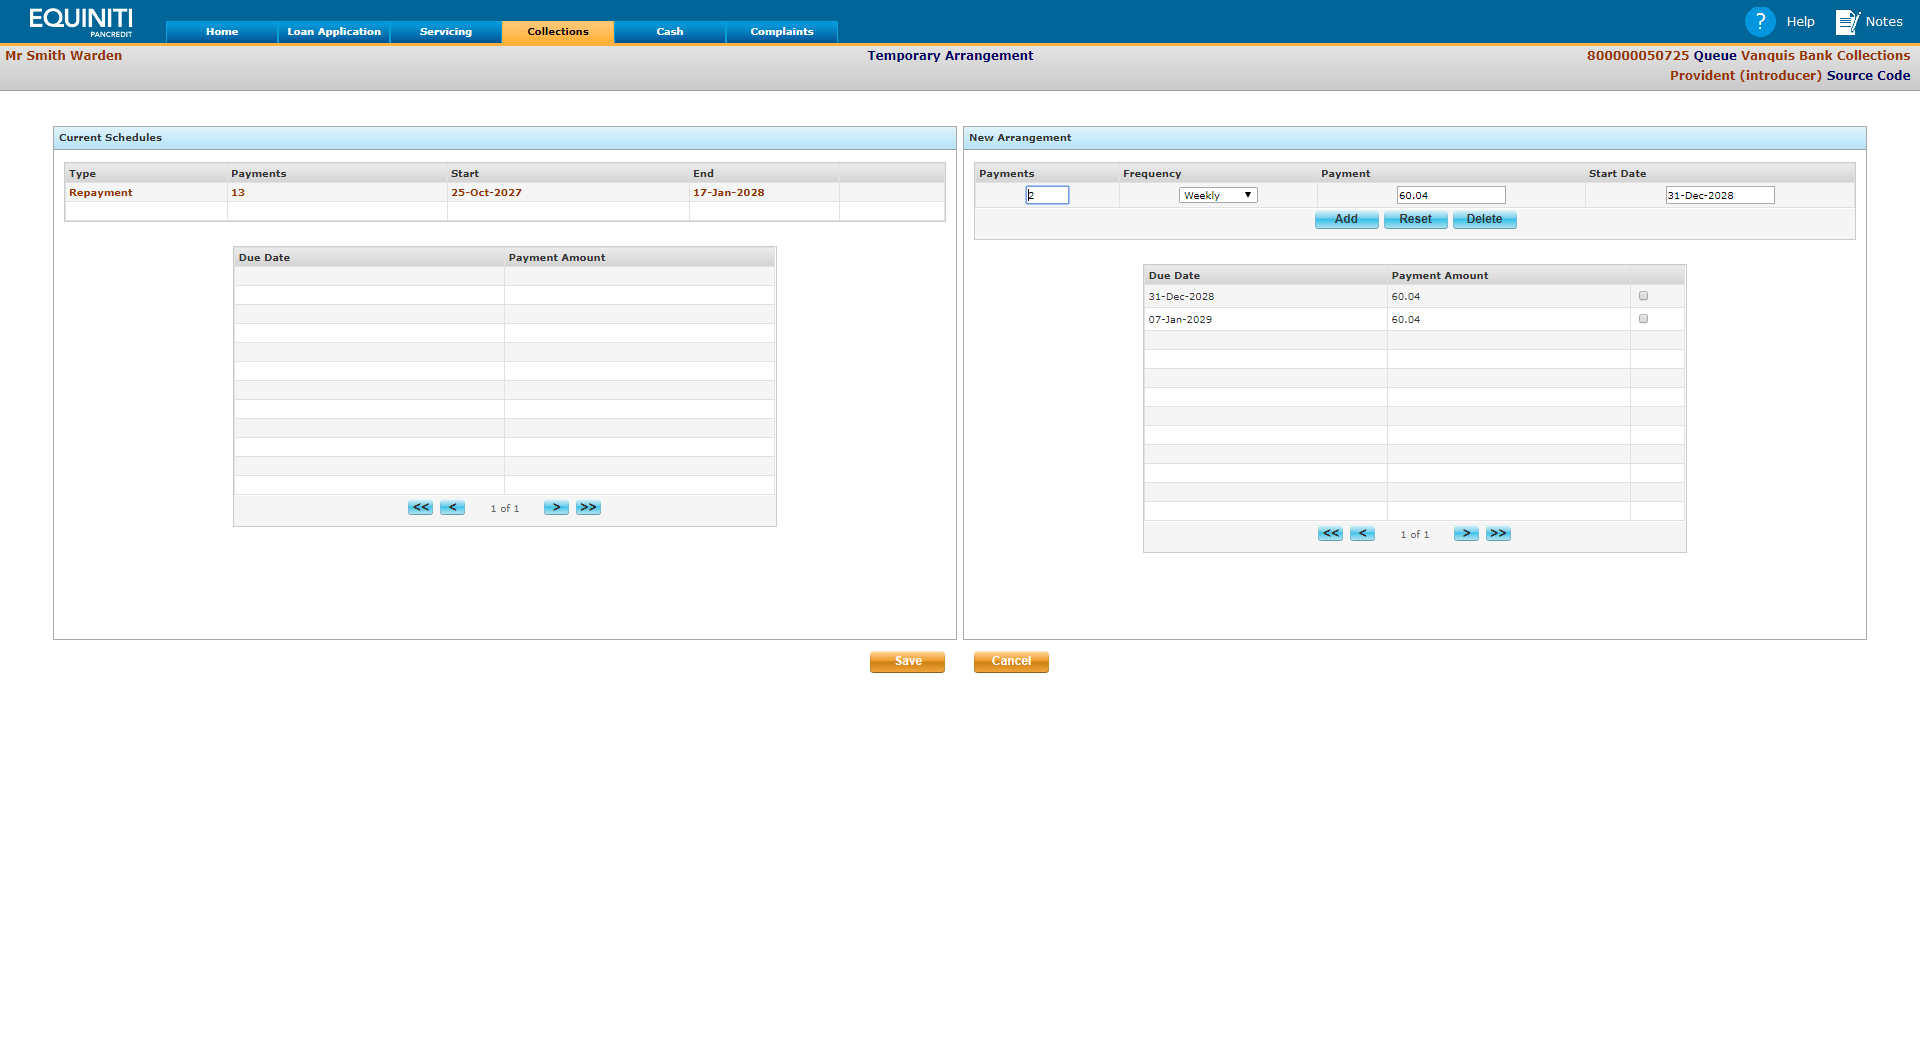 EQUINITI
PANCREDIT
Home Loan Application Servicing Collections Cash Complaints
? Help Notes
Mr Smith Warden Temporary Arrangement 800000050725 Queue Vanquis Bank Collections
Provident (introducer) Source Code
Current Schedules
Type Payments Start End
Repayment 13 25-Oct-2027 17-Jan-2028
Due Date Payment Amount
<< < 1 of 1 > >>
New Arrangement
Payments Frequency Payment Start Date
2 Weekly 60.04 31-Dec-2028
Add Reset Delete
Due Date Payment Amount
31-Dec-2028 60.04
07-Jan-2029 60.04
<< < 1 of 1 > >>
Save Cancel